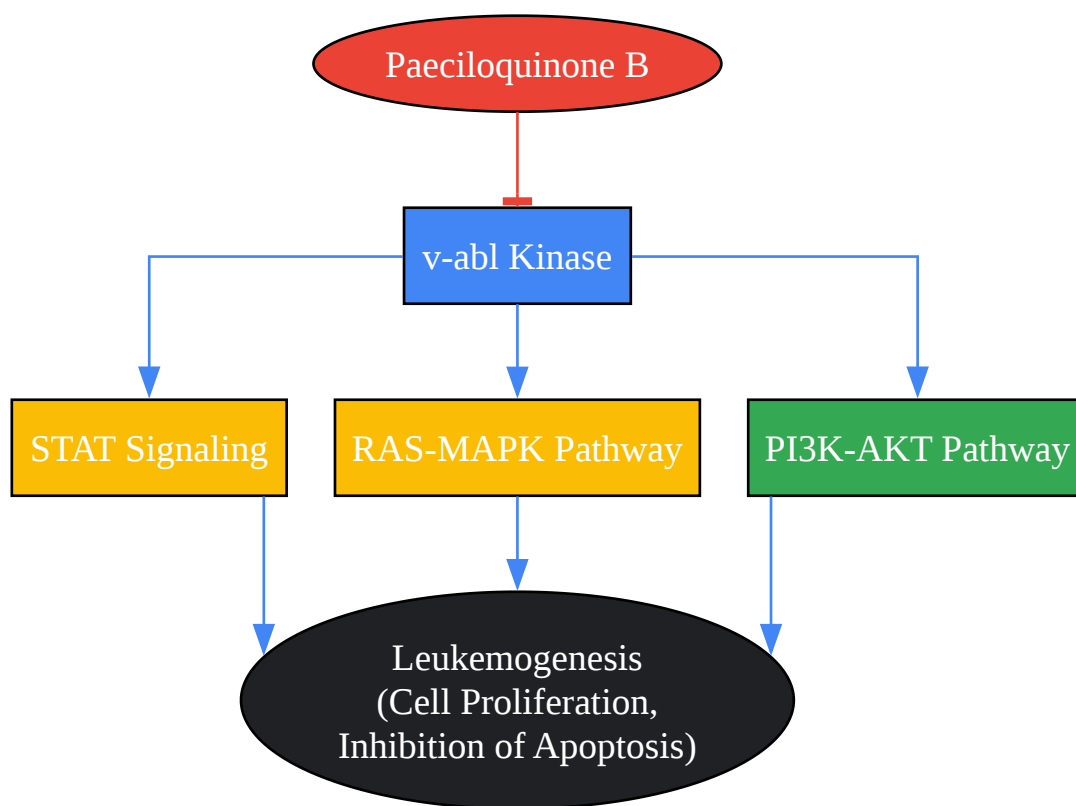 Paeciloquinone B
v-abl Kinase
STAT Signaling
RAS-MAPK Pathway
PI3K-AKT Pathway
Leukemogenesis
(Cell Proliferation,
Inhibition of Apoptosis)